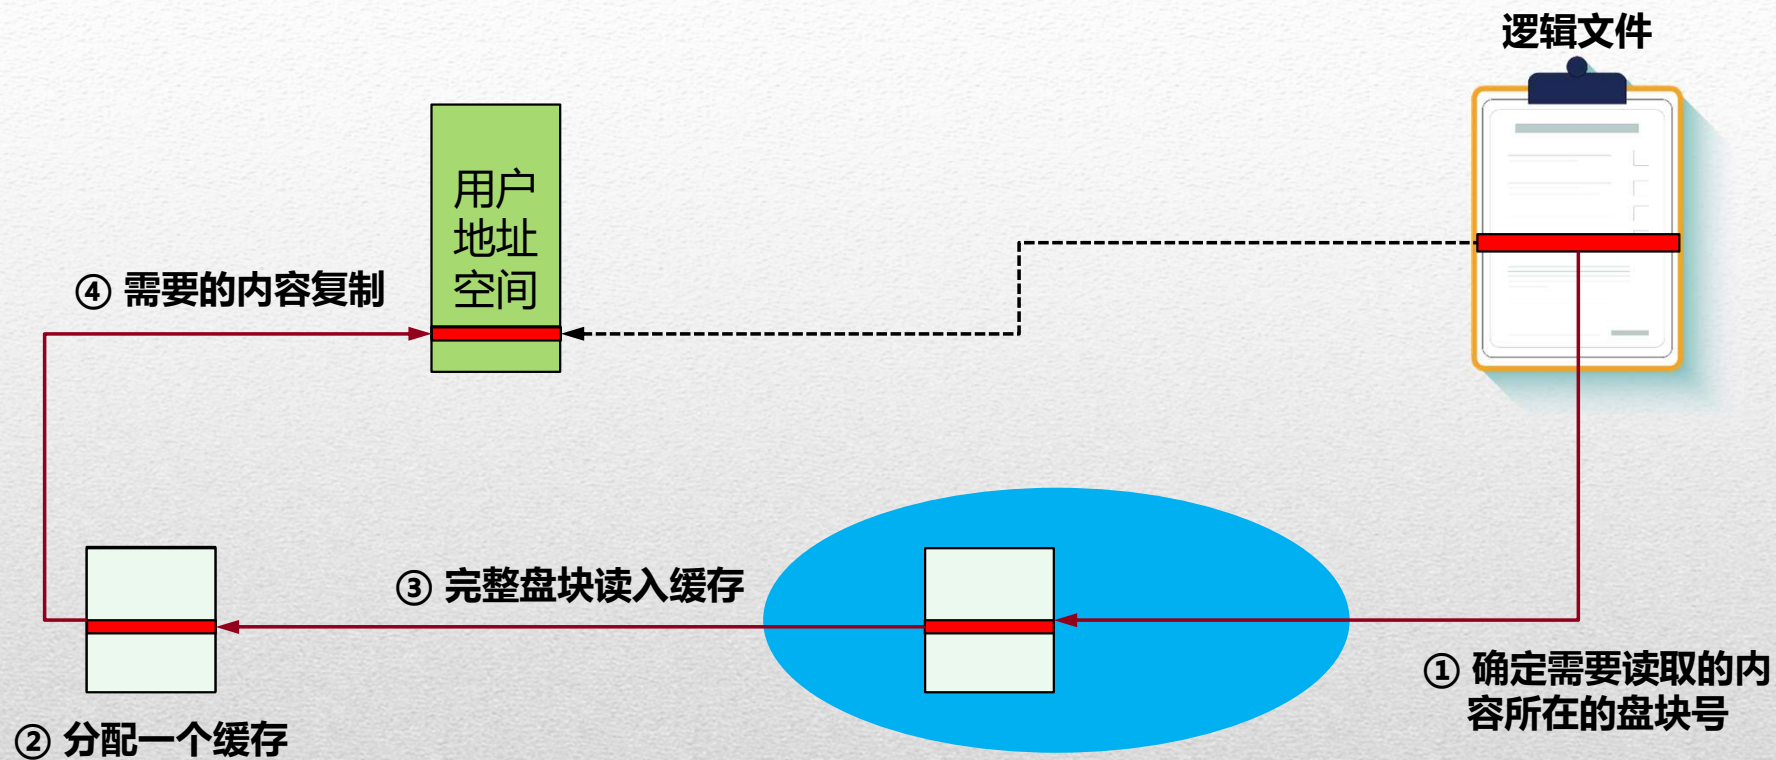 逻辑文件
用户
地址
空间
④ 需要的内容复制
③ 完整盘块读入缓存
① 确定需要读取的内
容所在的盘块号
② 分配一个缓存